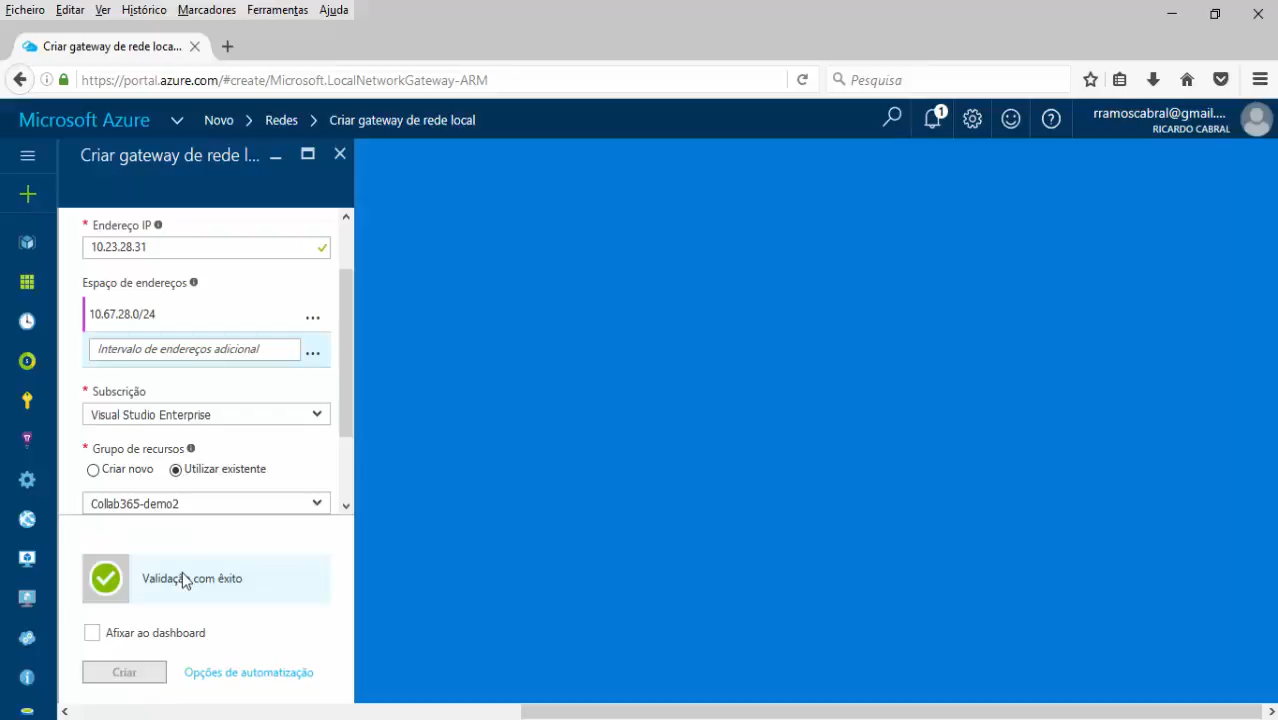 Ficheiro Editar Ver Histórico Marcadores Ferramentas Ajuda
Criar gateway de rede loca...
https://portal.azure.com/#create/Microsoft.LocalNetworkGateway-ARM
Pesquisa
Microsoft Azure Novo Redes Criar gateway de rede local
1
rramoscabral@gmail....
RICARDO CABRAL
Criar gateway de rede l...
* Endereço IP
10.23.28.31
Espaço de endereços
10.67.28.0/24
...
Intervalo de endereços adicional
...
* Subscrição
Visual Studio Enterprise
* Grupo de recursos
Criar novo Utilizar existente
Collab365-demo2
Validação com êxito
Afixar ao dashboard
Criar Opções de automatização